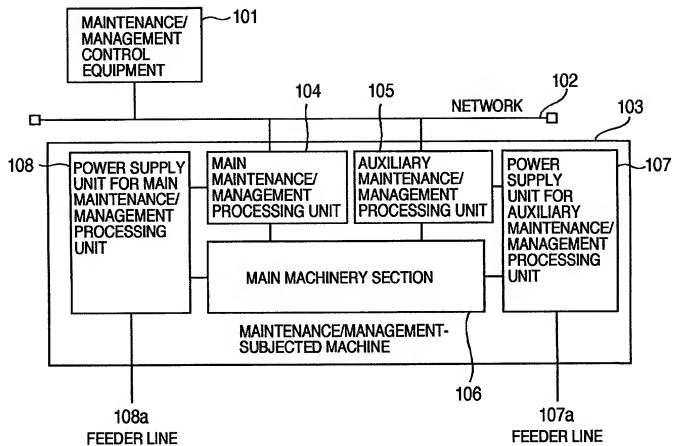 MAINTENANCE/
MANAGEMENT
CONTROL
EQUIPMENT
101
104
105
NETWORK
102
103
108
POWER SUPPLY
UNIT FOR MAIN
MAINTENANCE/
MANAGEMENT
PROCESSING
UNIT
MAIN
MAINTENANCE/
MANAGEMENT
PROCESSING UNIT
AUXILIARY
MAINTENANCE/
MANAGEMENT
PROCESSING UNIT
POWER
SUPPLY
UNIT FOR
AUXILIARY
MAINTENANCE/
MANAGEMENT
PROCESSING
UNIT
107
MAIN MACHINERY SECTION
MAINTENANCE/MANAGEMENT-
SUBJECTED MACHINE
106
108a
FEEDER LINE
107a
FEEDER LINE